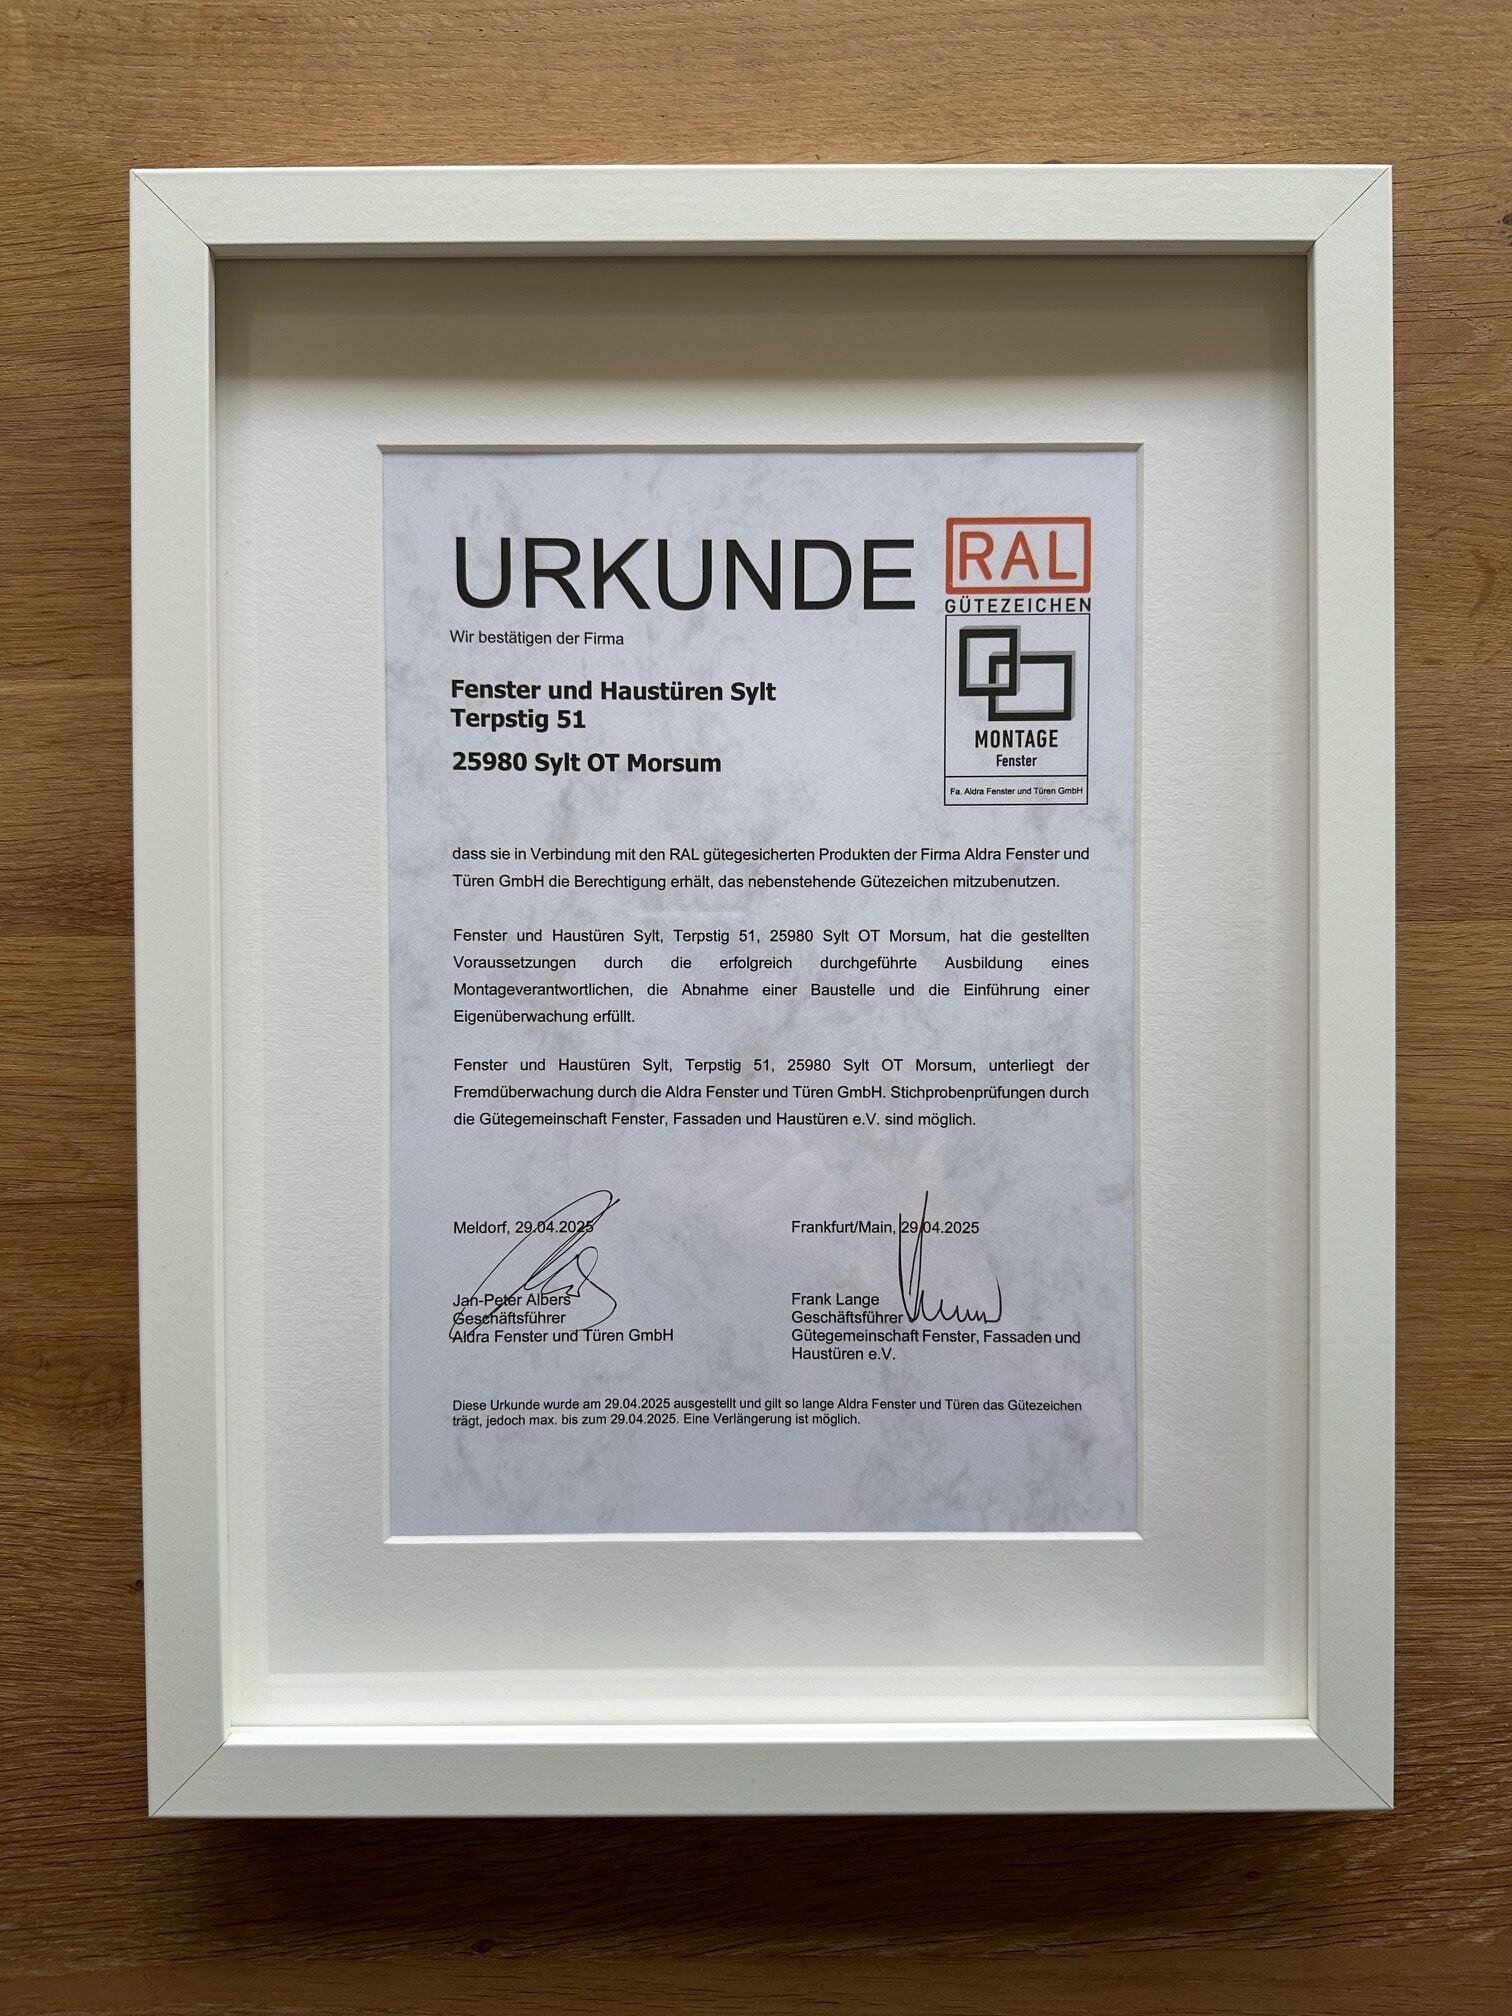 URKUNDE
RAL
GÜTEZEICHEN
MONTAGE
Fenster
Fa. Aldra Fenster und Türen GmbH
Wir bestätigen der Firma
Fenster und Haustüren Sylt
Terpstig 51
25980 Sylt OT Morsum
dass sie in Verbindung mit den RAL gütegesicherten Produkten der Firma Aldra Fenster und
Türen GmbH die Berechtigung erhält, das nebenstehende Gütezeichen mitzubenutzen.
Fenster und Haustüren Sylt, Terpstig 51, 25980 Sylt OT Morsum, hat die gestellten
Voraussetzungen durch die erfolgreich durchgeführte Ausbildung eines
Montageverantwortlichen, die Abnahme einer Baustelle und die Einführung einer
Eigenüberwachung erfüllt.
Fenster und Haustüren Sylt, Terpstig 51, 25980 Sylt OT Morsum, unterliegt der
Fremdüberwachung durch die Aldra Fenster und Türen GmbH. Stichprobenprüfungen durch
die Gütegemeinschaft Fenster, Fassaden und Haustüren e.V. sind möglich.
Meldorf, 29.04.2025
Jan-Peter Albers
Geschäftsführer
Aldra Fenster und Türen GmbH
Frankfurt/Main, 29.04.2025
Frank Lange
Geschäftsführer
Gütegemeinschaft Fenster, Fassaden und
Haustüren e.V.
Diese Urkunde wurde am 29.04.2025 ausgestellt und gilt so lange Aldra Fenster und Türen das Gütezeichen
trägt, jedoch max. bis zum 29.04.2025. Eine Verlängerung ist möglich.